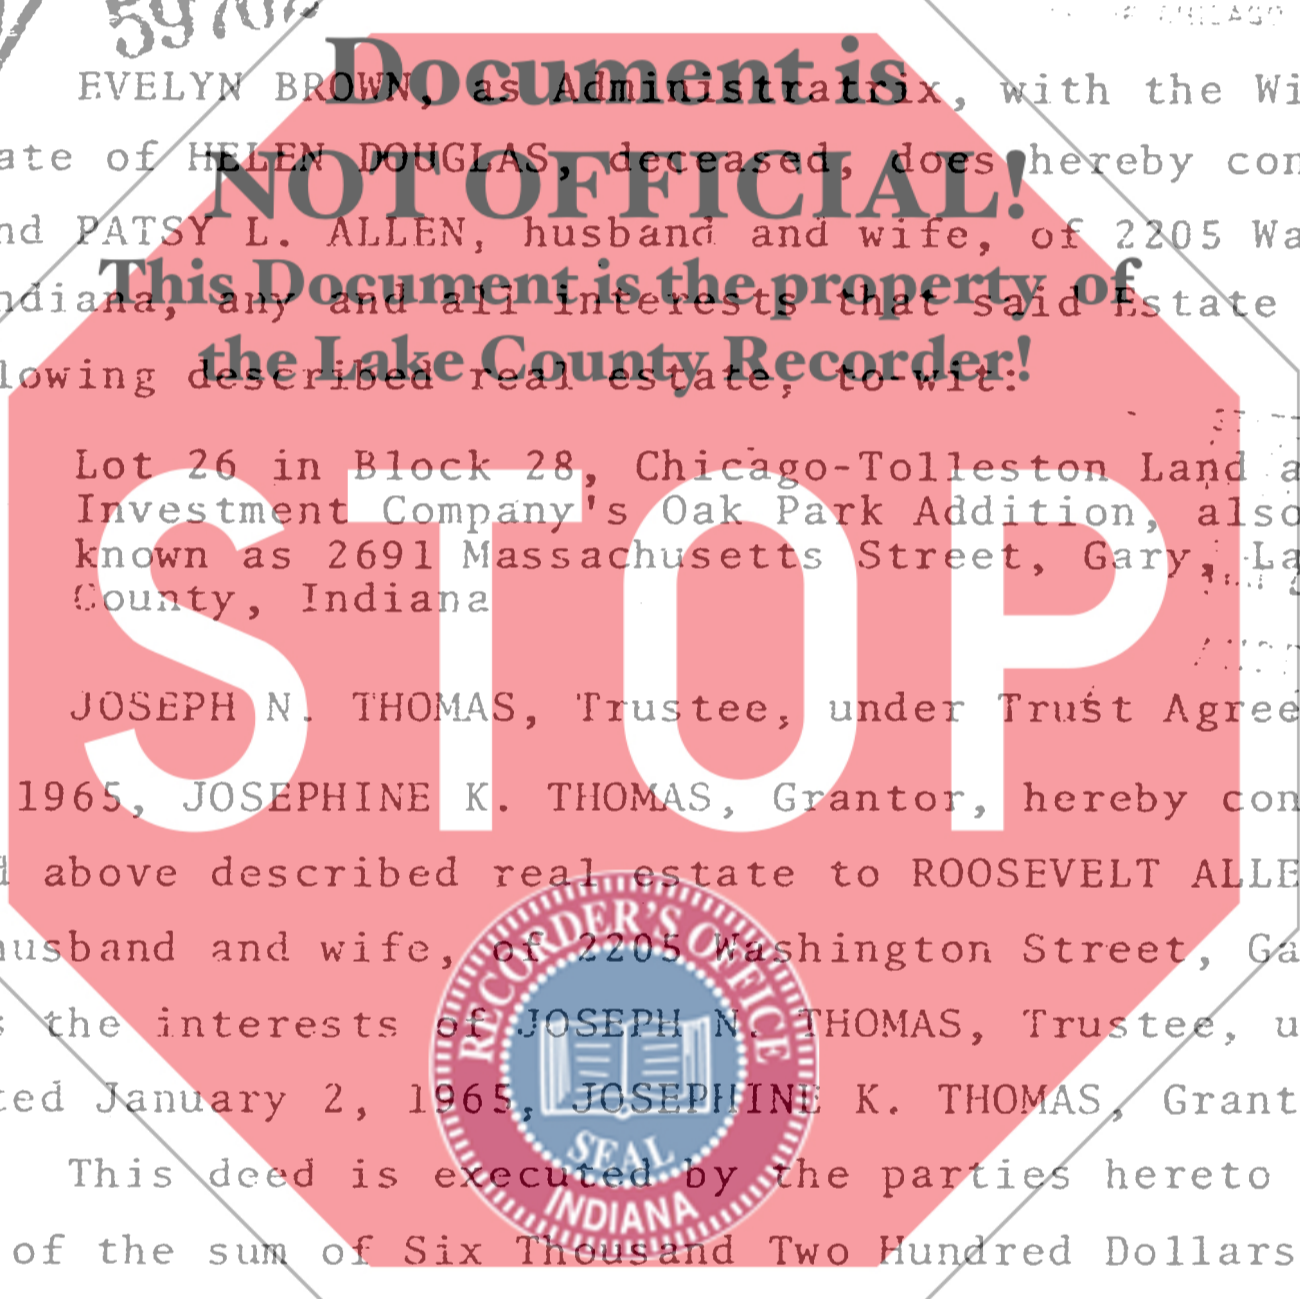 5970
Document is
EVELYN BROWN, as Administratrix, with the Wi
ate of HELEN DOUGLAS, deceased, does hereby con
NOT OFFICIAL!
nd PATSY L. ALLEN, husband and wife, of 2205 Wa
This Document is the property of
ndiana, any and all interests that said Estate
the Lake County Recorder!
lowing described real estate, to-wit:
Lot 26 in Block 28, Chicago-Tolleston Land a
Investment Company's Oak Park Addition, also
known as 2691 Massachusetts Street, Gary, La
County, Indiana
STOP
JOSEPH N. THOMAS, Trustee, under Trust Agree
1965, JOSEPHINE K. THOMAS, Grantor, hereby con
d above described real estate to ROOSEVELT ALLE
husband and wife, of 2205 Washington Street, Ga
s the interests of JOSEPH N. THOMAS, Trustee, u
ted January 2, 1965, JOSEPHINE K. THOMAS, Grant
This deed is executed by the parties hereto
of the sum of Six Thousand Two Hundred Dollars
RECORDER'S OFFICE
SEAL
INDIANA